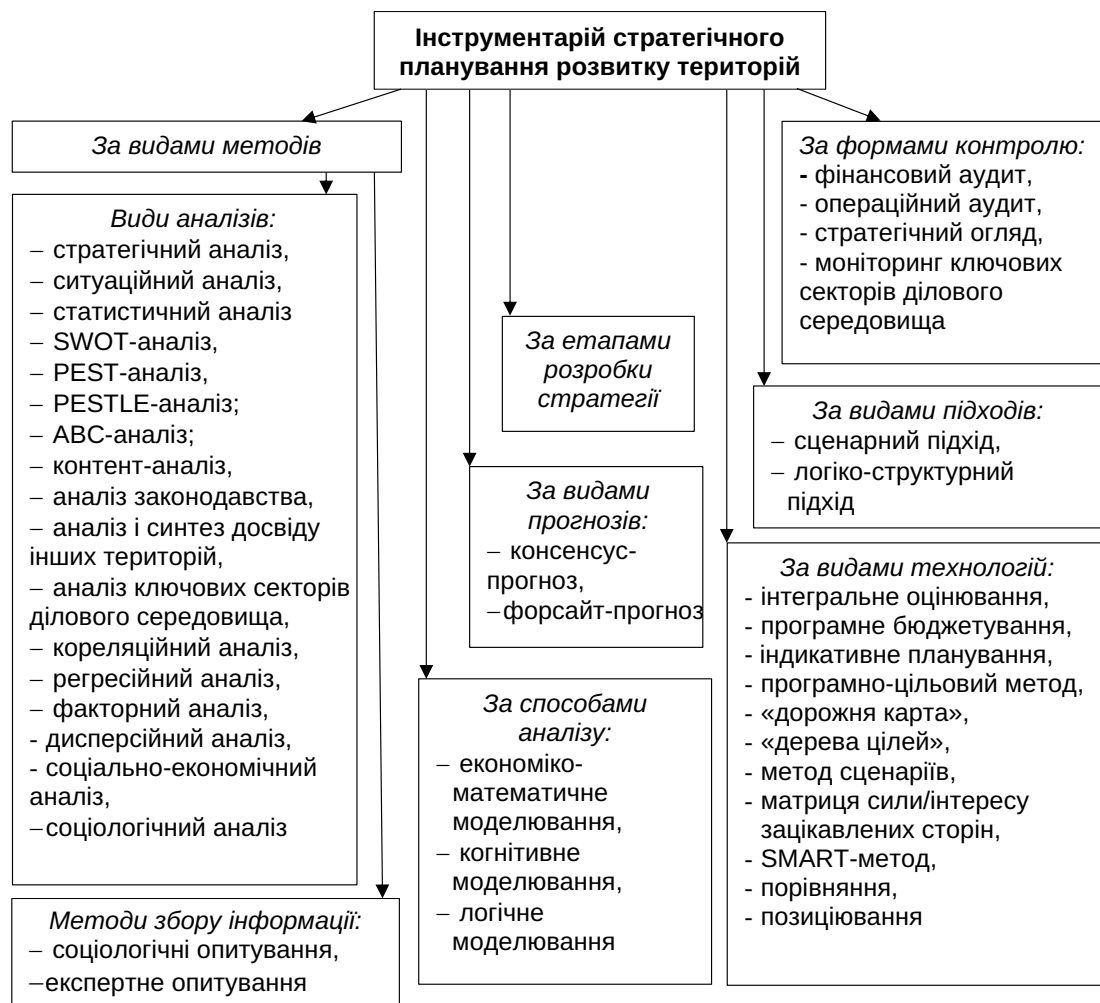 Інструментарій стратегічного
планування розвитку територій
За видами методів
Види аналізів:
– стратегічний аналіз,
– ситуаційний аналіз,
– статистичний аналіз
– SWOT-аналіз,
– PEST-аналіз,
– PESTLE-аналіз;
– ABC-аналіз;
– контент-аналіз,
– аналіз законодавства,
– аналіз і синтез досвіду
інших територій,
– аналіз ключових секторів
ділового середовища,
– кореляційний аналіз,
– регресійний аналіз,
– факторний аналіз,
- дисперсійний аналіз,
- соціально-економічний
аналіз,
–соціологічний аналіз
Методи збору інформації:
– соціологічні опитування,
–експертне опитування
За етапами
розробки
стратегії
За видами
прогнозів:
– консенсус-
прогноз,
–форсайт-прогноз
За способами
аналізу:
– економіко-
математичне
моделювання,
– когнітивне
моделювання,
– логічне
моделювання
За формами контролю:
- фінансовий аудит,
- операційний аудит,
- стратегічний огляд,
- моніторинг ключових
секторів ділового
середовища
За видами підходів:
– сценарний підхід,
– логіко-структурний
підхід
За видами технологій:
- інтегральне оцінювання,
- програмне бюджетування,
- індикативне планування,
- програмно-цільовий метод,
- «дорожня карта»,
- «дерева цілей»,
- метод сценаріїв,
- матриця сили/інтересу
зацікавлених сторін,
- SMART-метод,
- порівняння,
- позиціювання